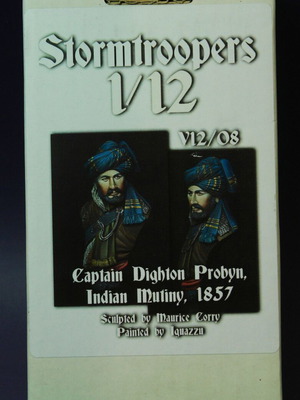 Stormtroopers
1/12
V12/08
Captain Dighton Probyn,
Indian Mutiny, 1857
Sculpted by Maurice Corry
Painted by Iguazzu